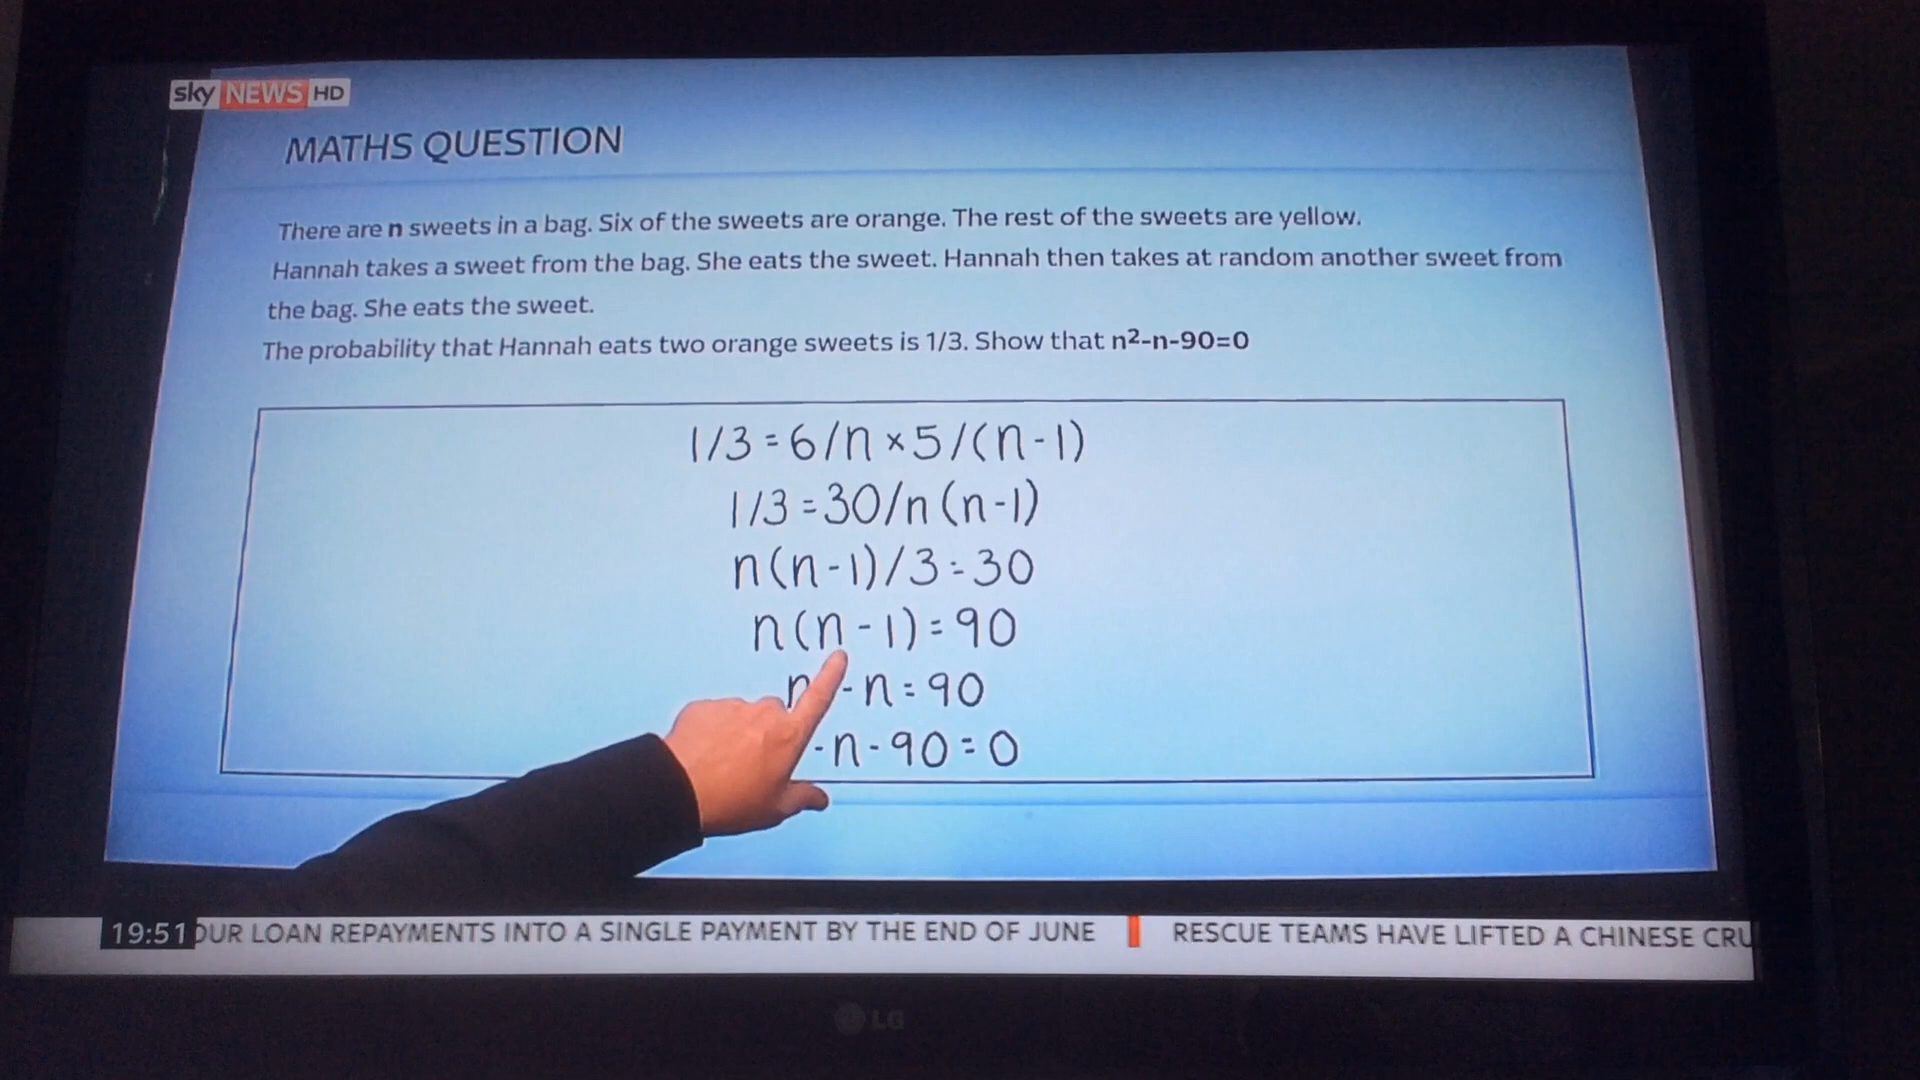 sky NEWS HD
MATHS QUESTION
There are n sweets in a bag. Six of the sweets are orange. The rest of the sweets are yellow.
Hannah takes a sweet from the bag. She eats the sweet. Hannah then takes at random another sweet from
the bag. She eats the sweet.
The probability that Hannah eats two orange sweets is 1/3. Show that n2-n-90=0
1/3=6/n×5/(n-1)
1/3=30/n(n-1)
n(n-1)/3=30
n(n-1)=90
n -n=90
-n-90=0
19:51 OUR LOAN REPAYMENTS INTO A SINGLE PAYMENT BY THE END OF JUNE RESCUE TEAMS HAVE LIFTED A CHINESE CRU
LG